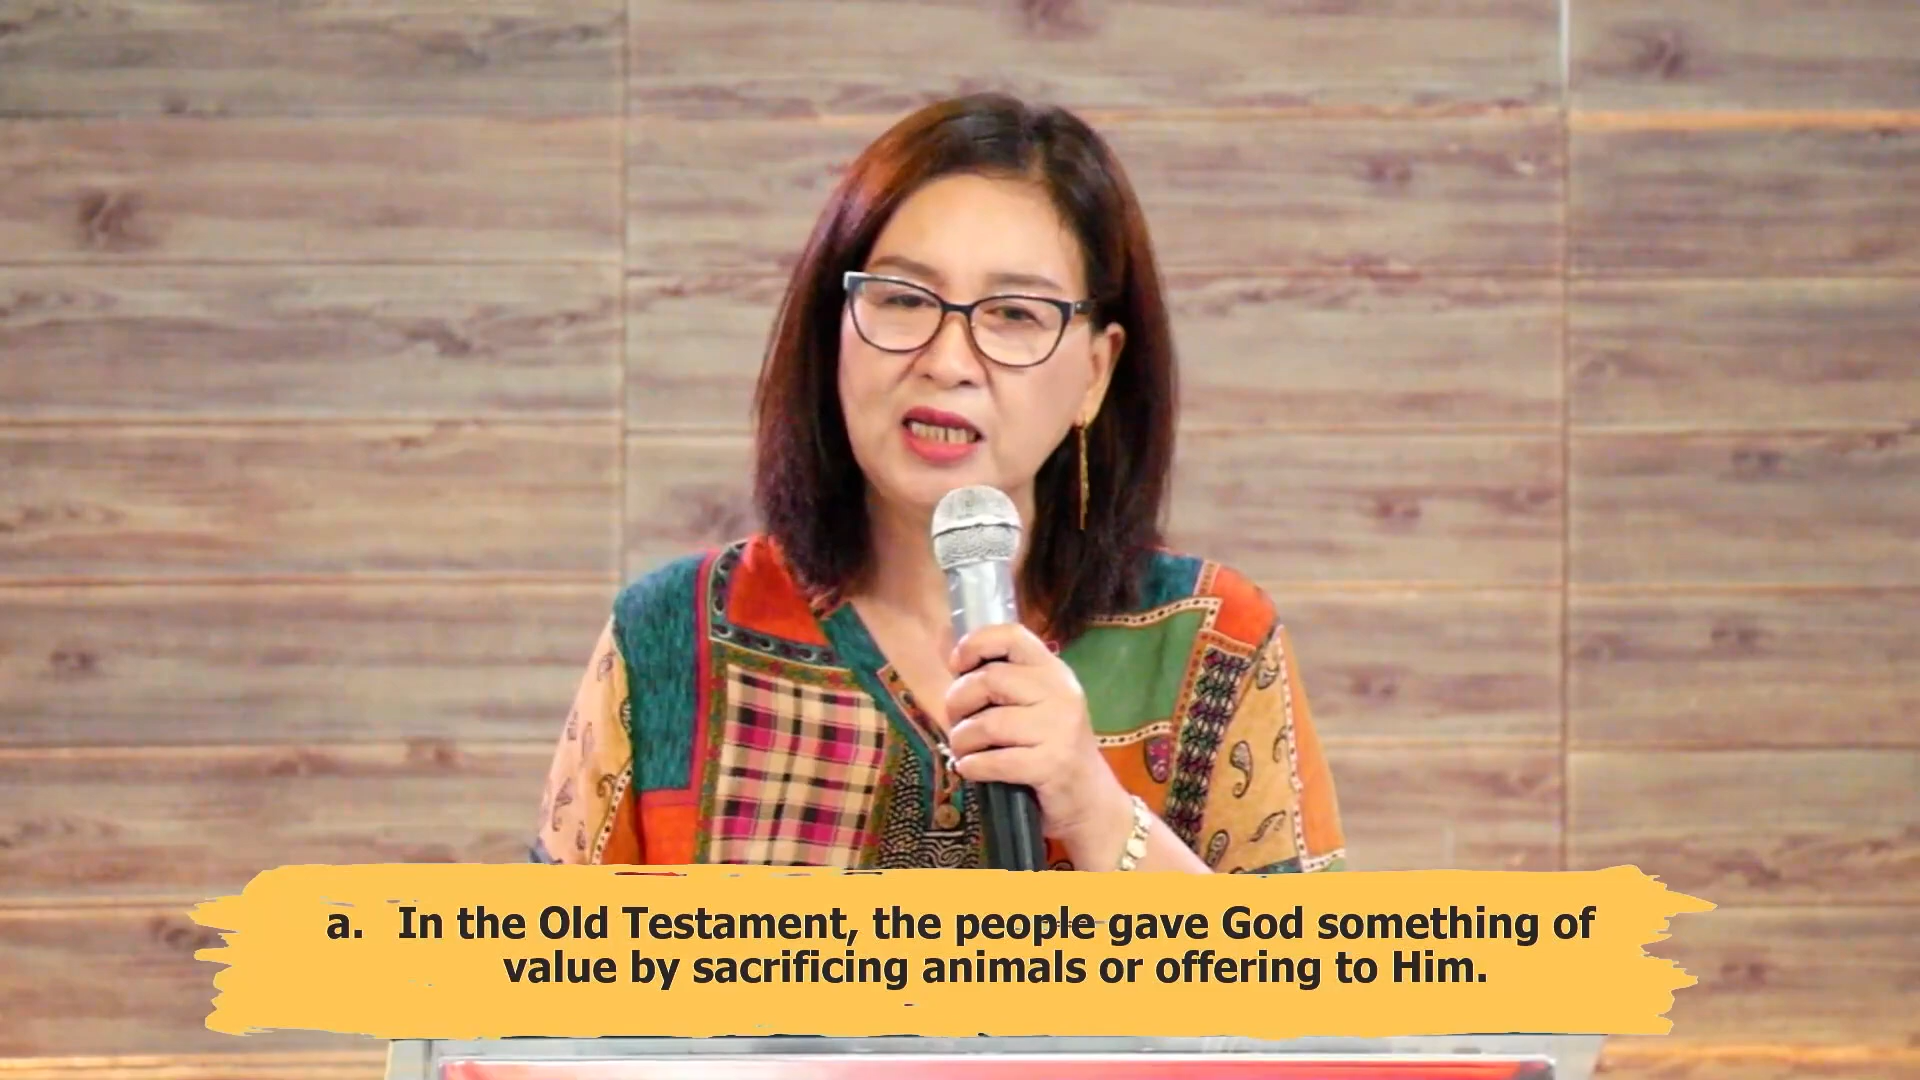 a. In the Old Testament, the people gave God something of
value by sacrificing animals or offering to Him.